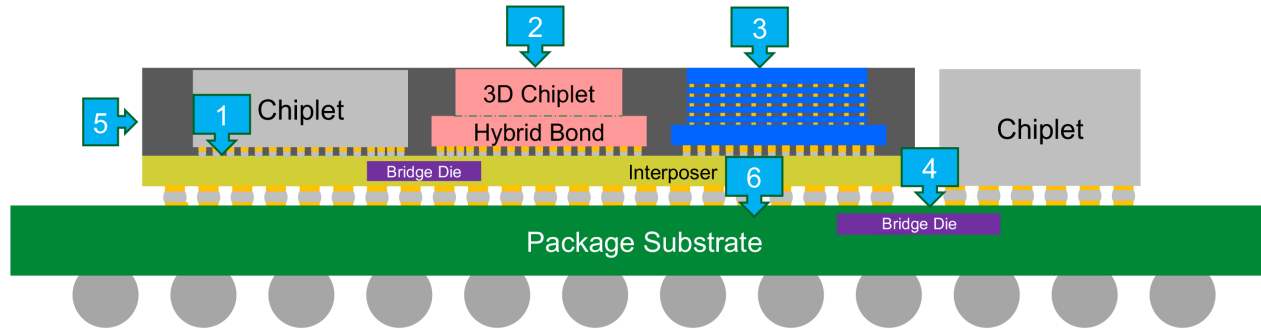 2
3
5
1
Chiplet
3D Chiplet
Hybrid Bond
Chiplet
Bridge Die
Interposer
6
4
Bridge Die
Package Substrate